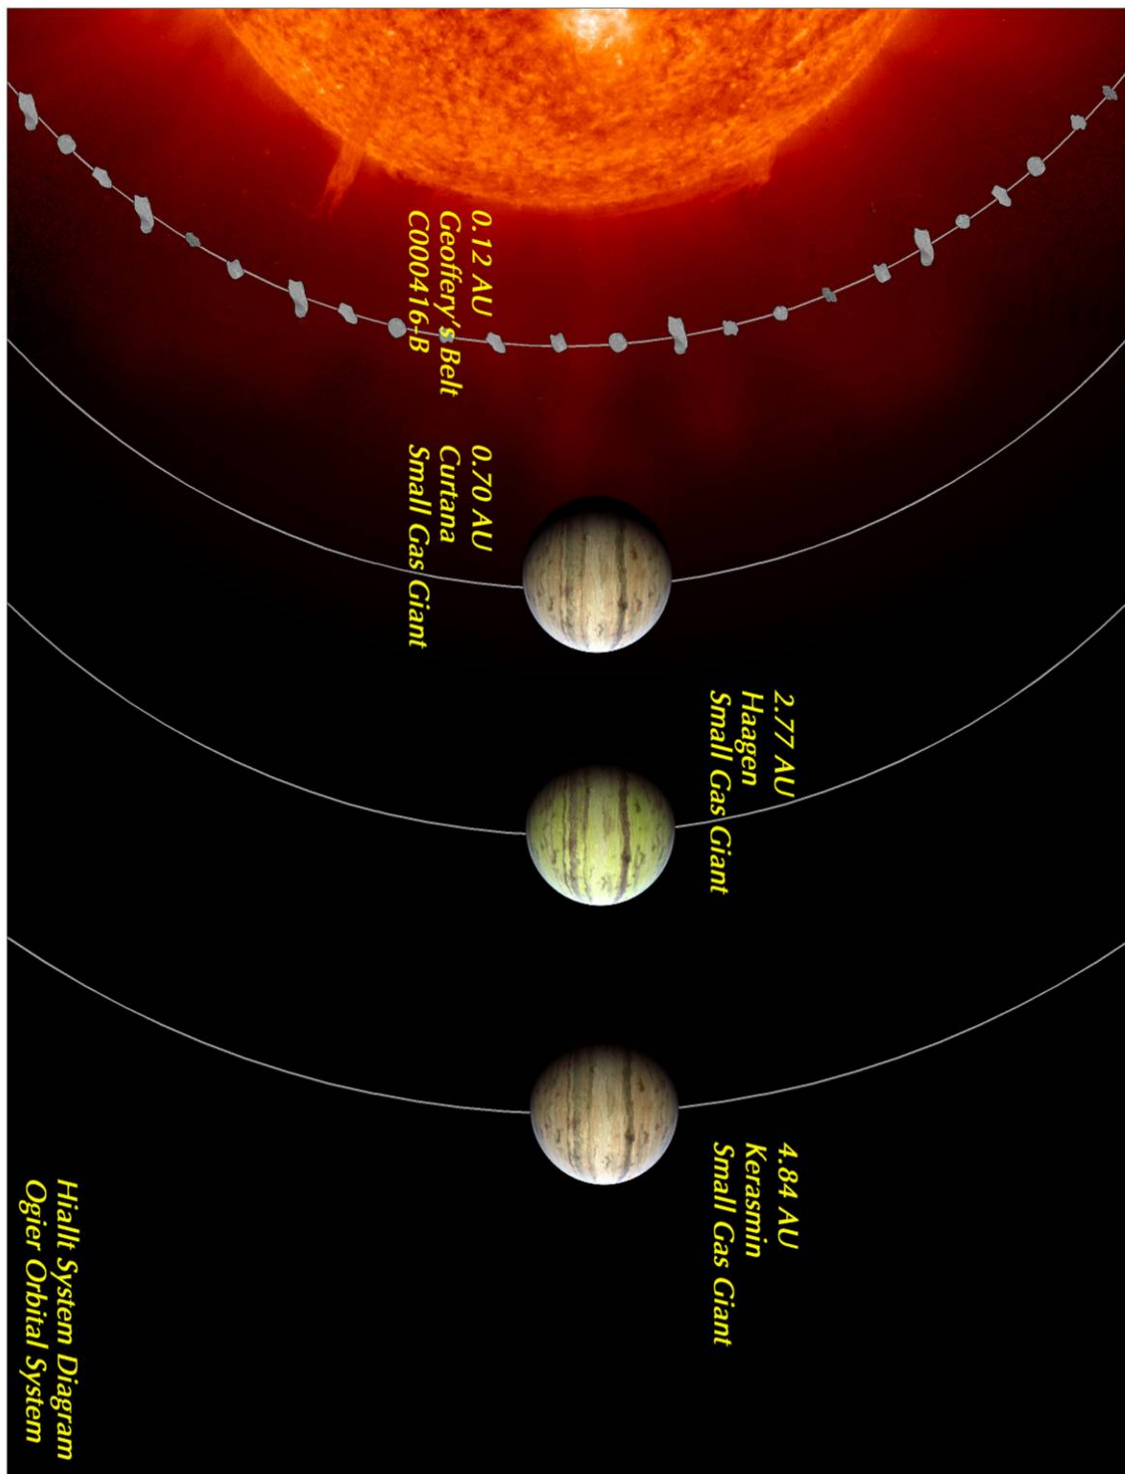 0.12 AU
Geoffery's Belt
C000416-B
0.70 AU
Curtana
Small Gas Giant
2.77 AU
Haagen
Small Gas Giant
4.84 AU
Kerasmin
Small Gas Giant
Hiallt System Diagram
Ogier Orbital System